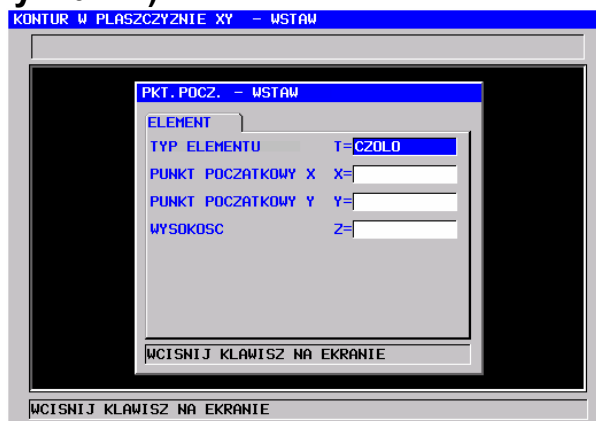 KONTUR W PLASZCZYZNIE XY - WSTAW
PKT.POCZ. - WSTAW
ELEMENT
TYP ELEMENTU T=CZOLO
PUNKT POCZATKOWY X X=
PUNKT POCZATKOWY Y Y=
WYSOKOSC Z=
WCISNIJ KLAWISZ NA EKRANIE
WCISNIJ KLAWISZ NA EKRANIE